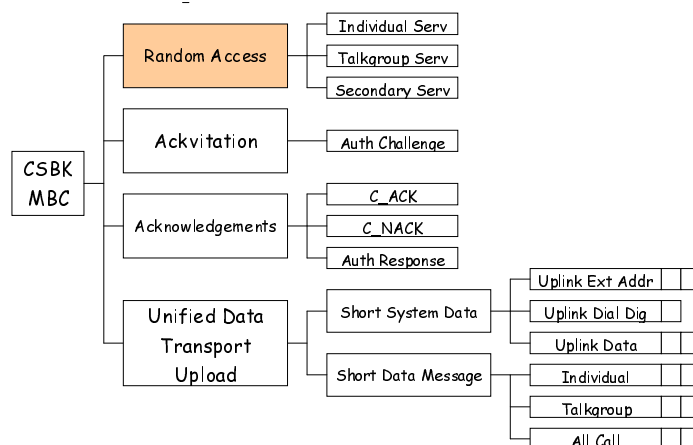 Random Access
Individual Serv
Talkgroup Serv
Secondary Serv
Ackvitation
Auth Challenge
CSBK
MBC
Acknowledgements
C_ACK
C_NACK
Auth Response
Unified Data
Transport
Upload
Short System Data
Uplink Ext Addr
Uplink Dial Dig
Uplink Data
Short Data Message
Individual
Talkgroup
All Call